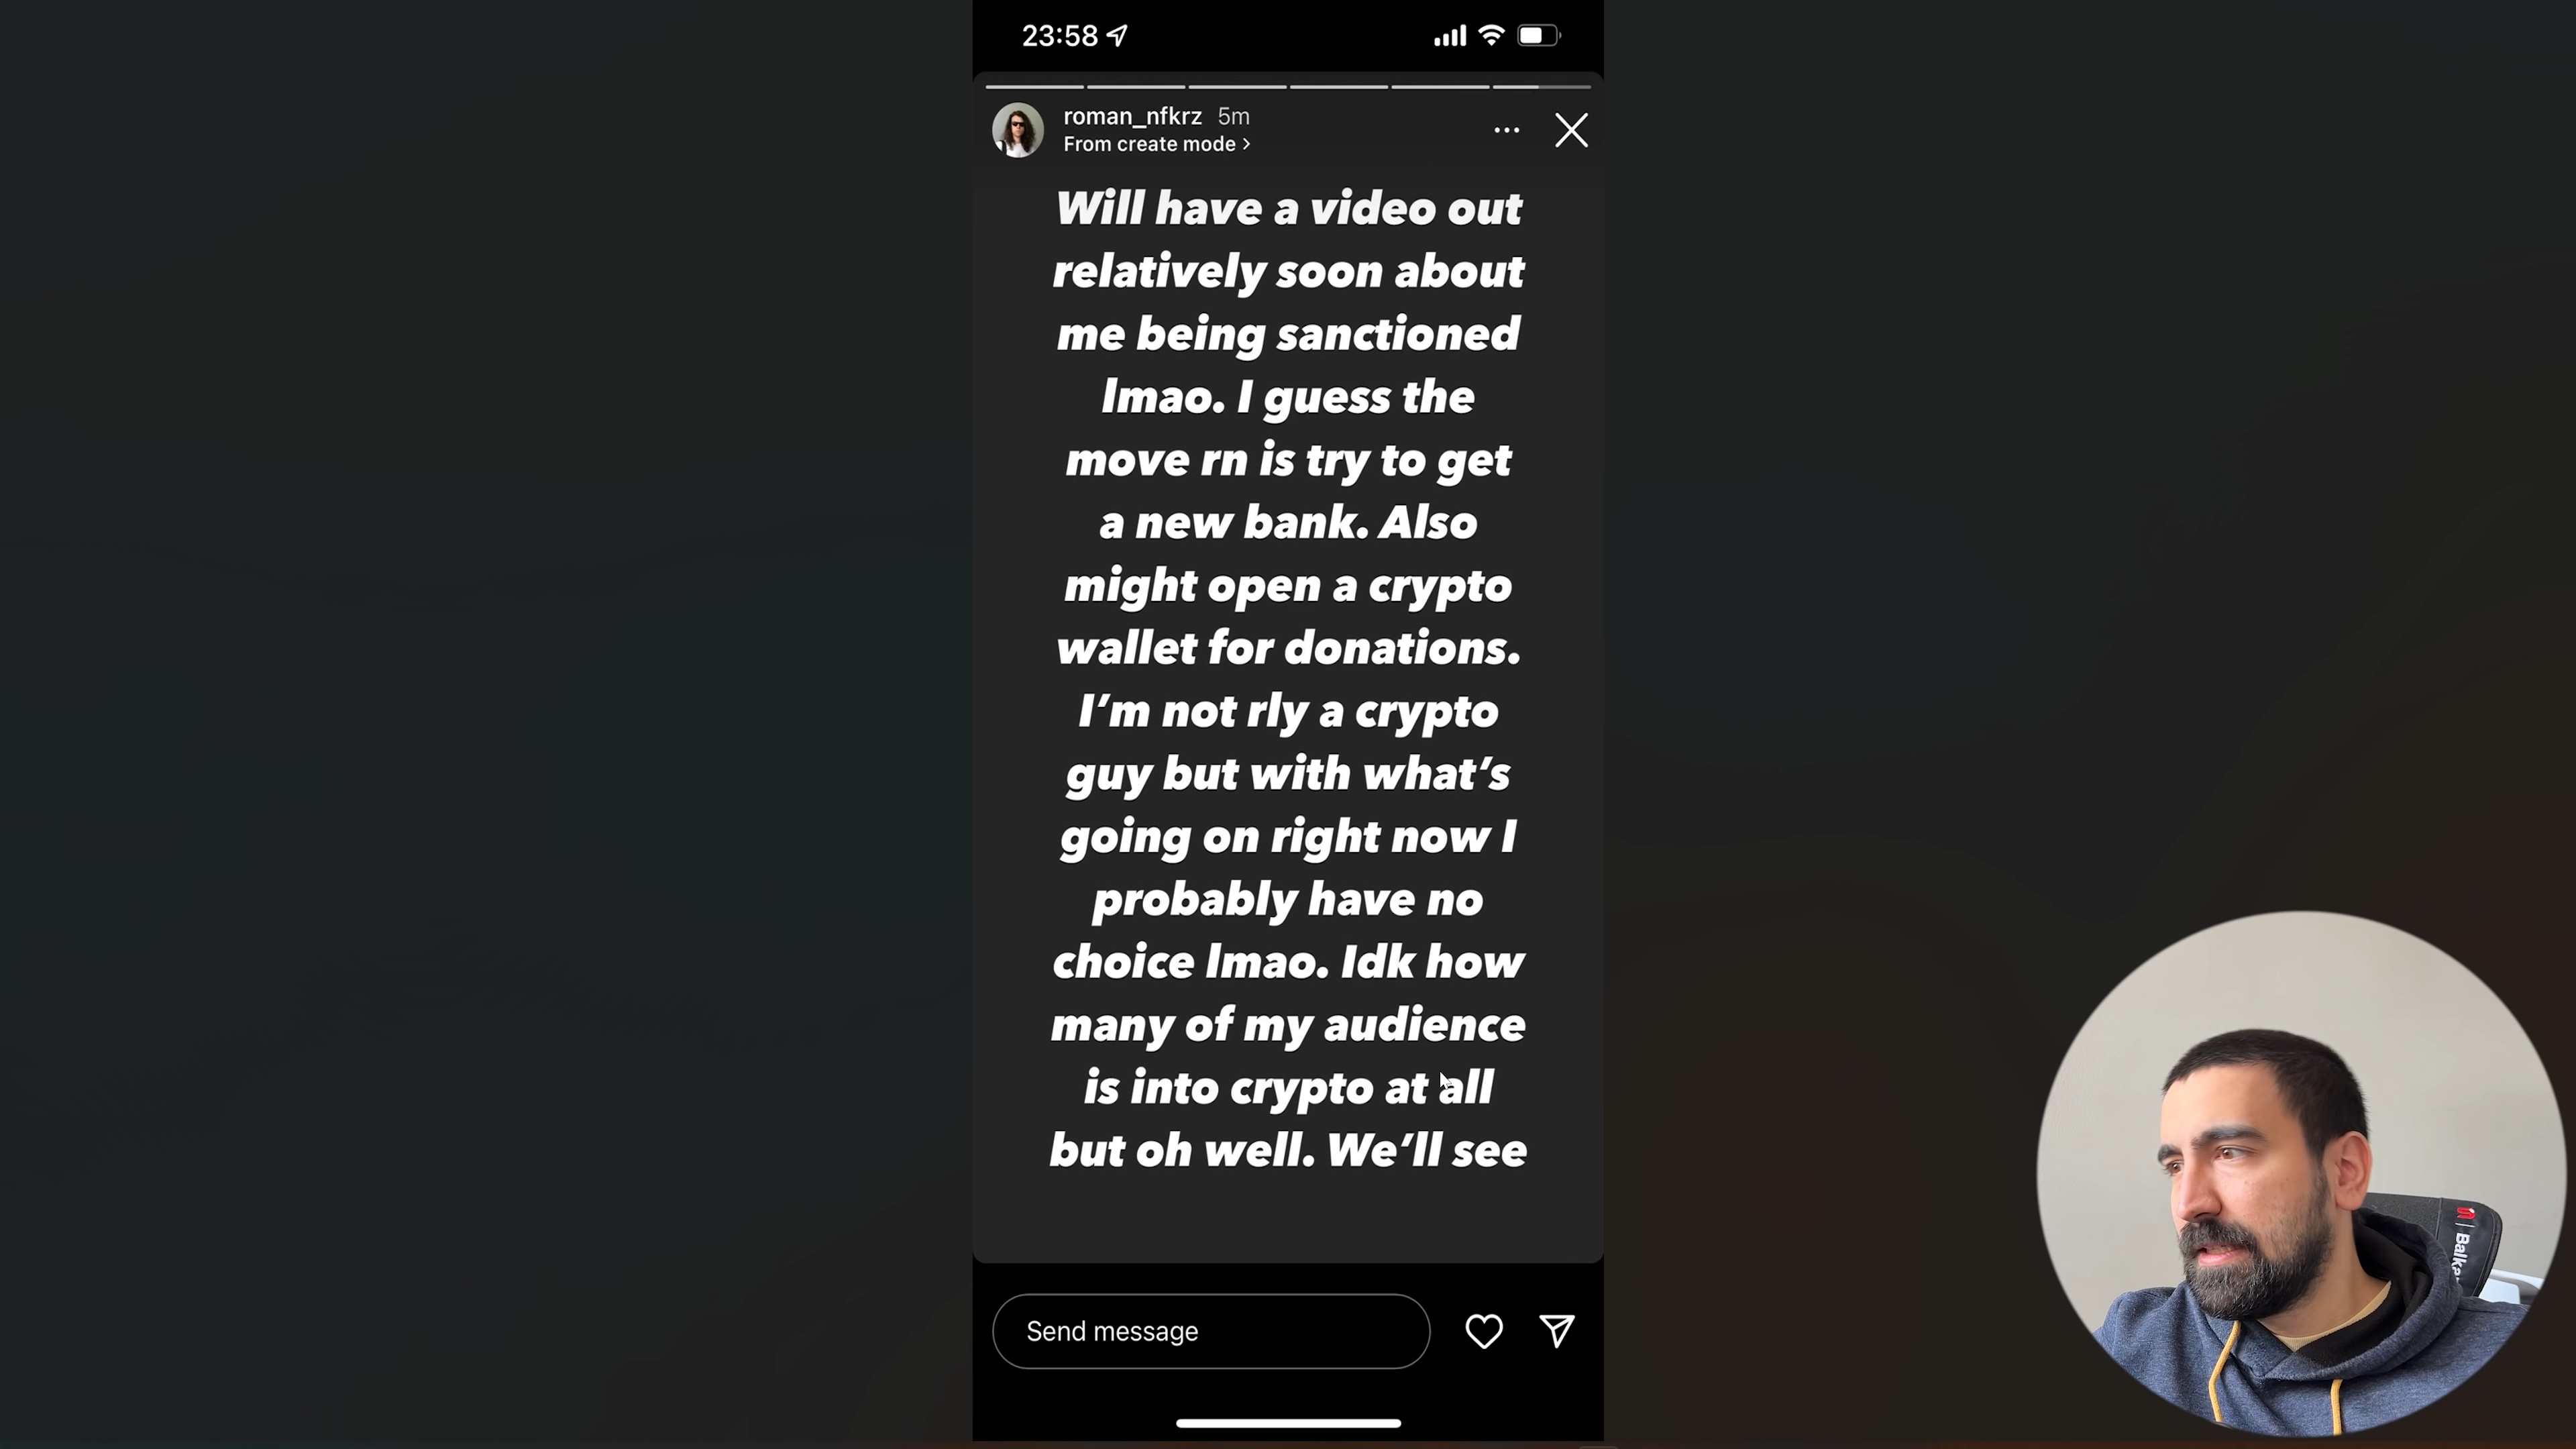 23:58
roman_nfkrz 5m
From create mode >
Will have a video out
relatively soon about
me being sanctioned
lmao. I guess the
move rn is try to get
a new bank. Also
might open a crypto
wallet for donations.
I'm not rly a crypto
guy but with what's
going on right now I
probably have no
choice lmao. Idk how
many of my audience
is into crypto at all
but oh well. We'll see
Send message